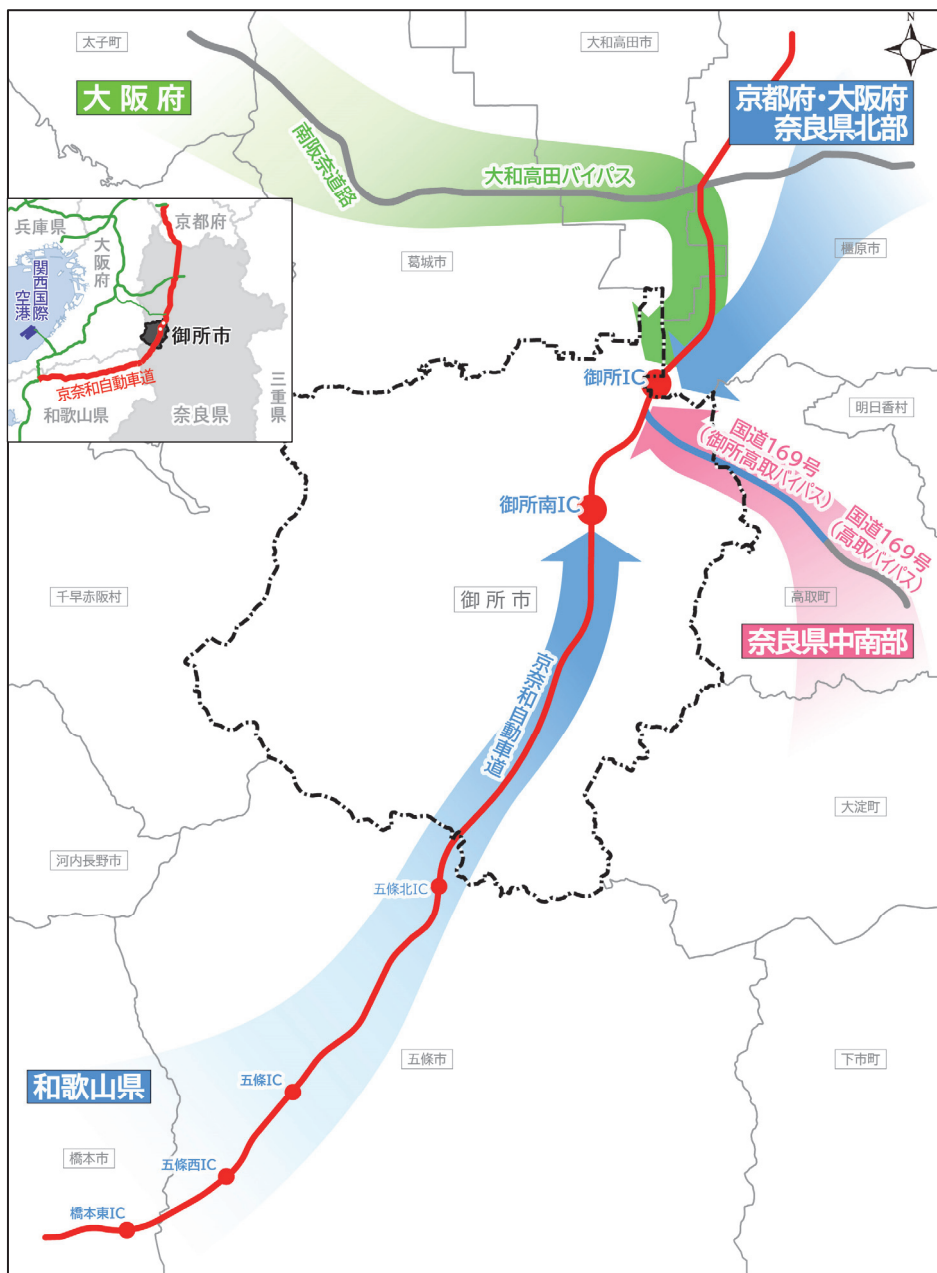 太子町
大和高田市
N
大阪府
京都府・大阪府
奈良県北部
南阪奈道路
大和高田バイパス
兵庫県
京都府
大阪府
関西国際
空港
御所市
京奈和自動車道
和歌山県
奈良県
三重県
葛城市
橿原市
御所IC
明日香村
国道169号
(御所高取バイパス)
御所南IC
国道169号
(高取バイパス)
千早赤阪村
御所市
高取町
奈良県中南部
京奈和自動車道
大淀町
河内長野市
五條北IC
五條市
下市町
和歌山県
五條IC
橋本市
五條西IC
橋本東IC